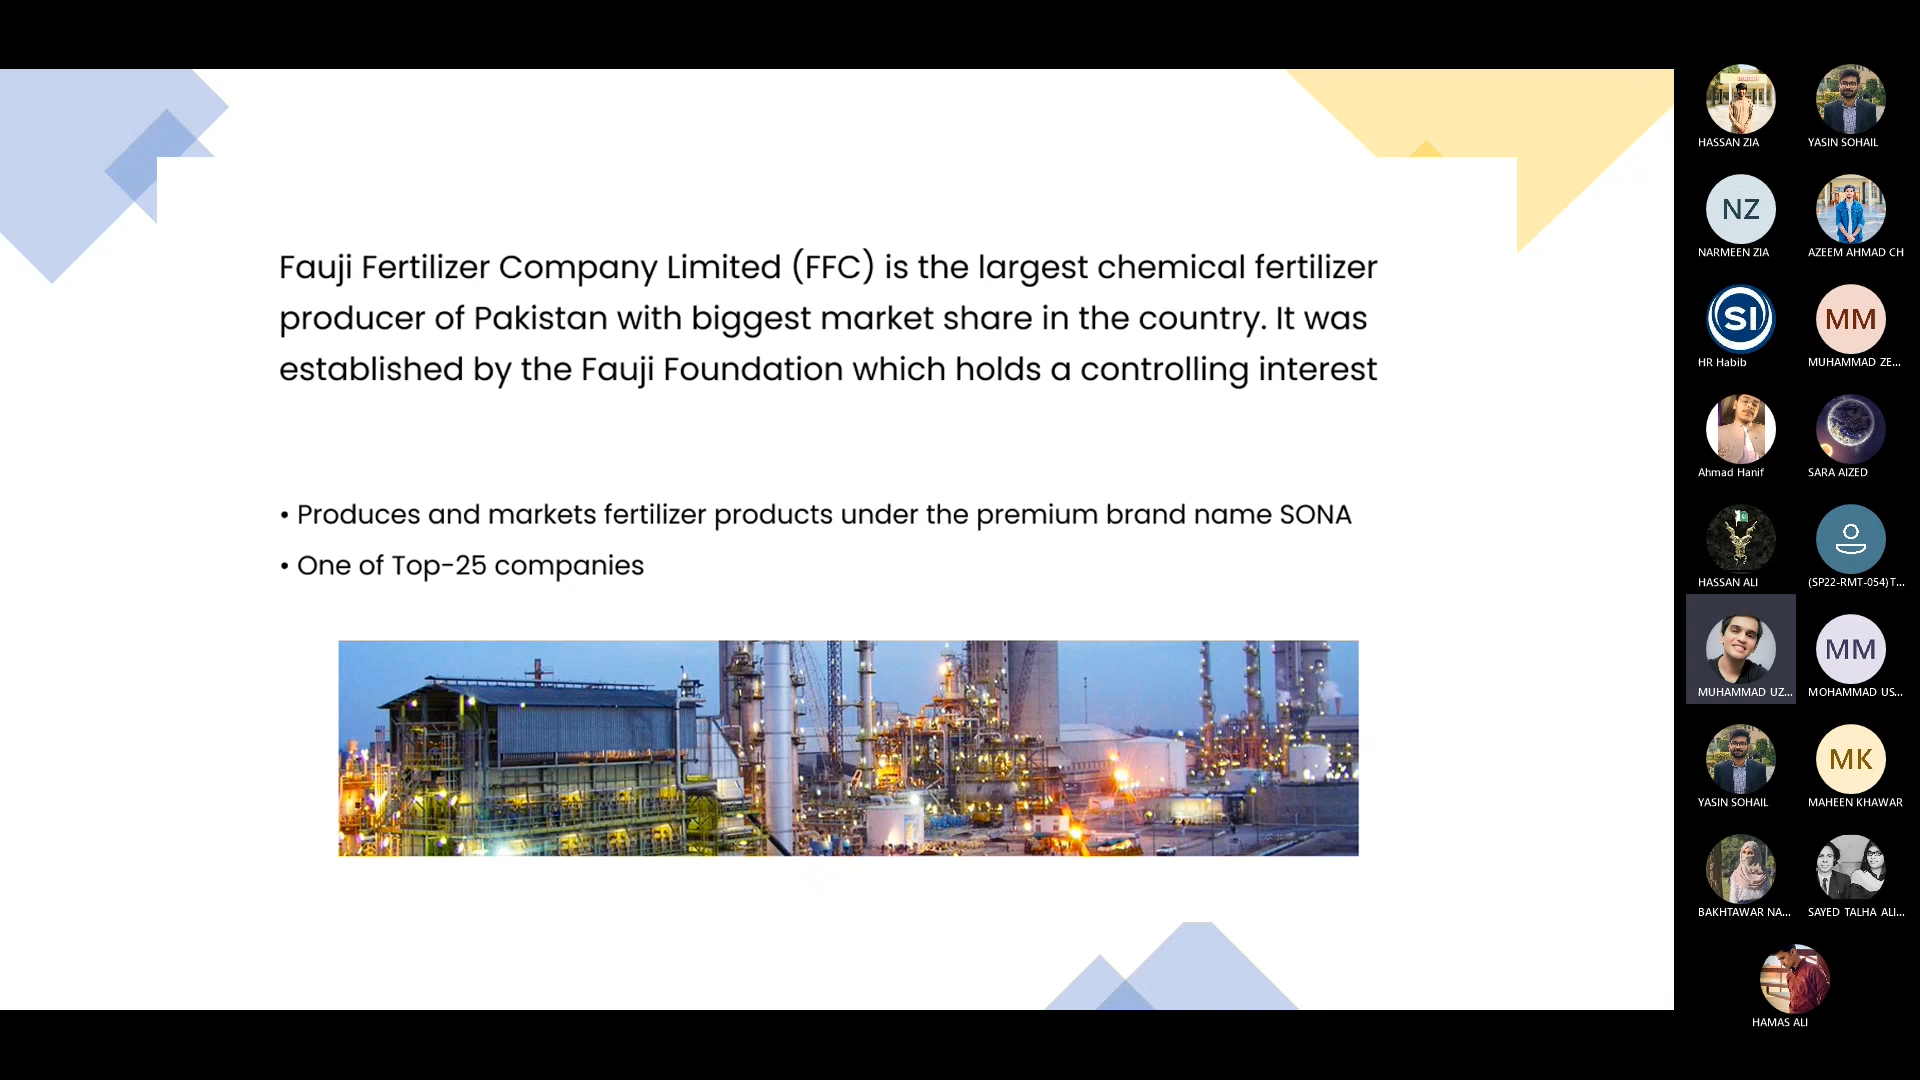 Fauji Fertilizer Company Limited (FFC) is the largest chemical fertilizer
producer of Pakistan with biggest market share in the country. It was
established by the Fauji Foundation which holds a controlling interest
• Produces and markets fertilizer products under the premium brand name SONA
• One of Top-25 companies
HASSAN ZIA
YASIN SOHAIL
NZ
NARMEEN ZIA
AZEEM AHMAD CH
SI
HR Habib
MM
MUHAMMAD ZE...
Ahmad Hanif
SARA AIZED
HASSAN ALI
(SP22-RMT-054) T...
MUHAMMAD UZ...
MM
MOHAMMAD US...
YASIN SOHAIL
MK
MAHEEN KHAWAR
BAKHTAWAR NA...
SAYED TALHA ALI...
HAMAS ALI